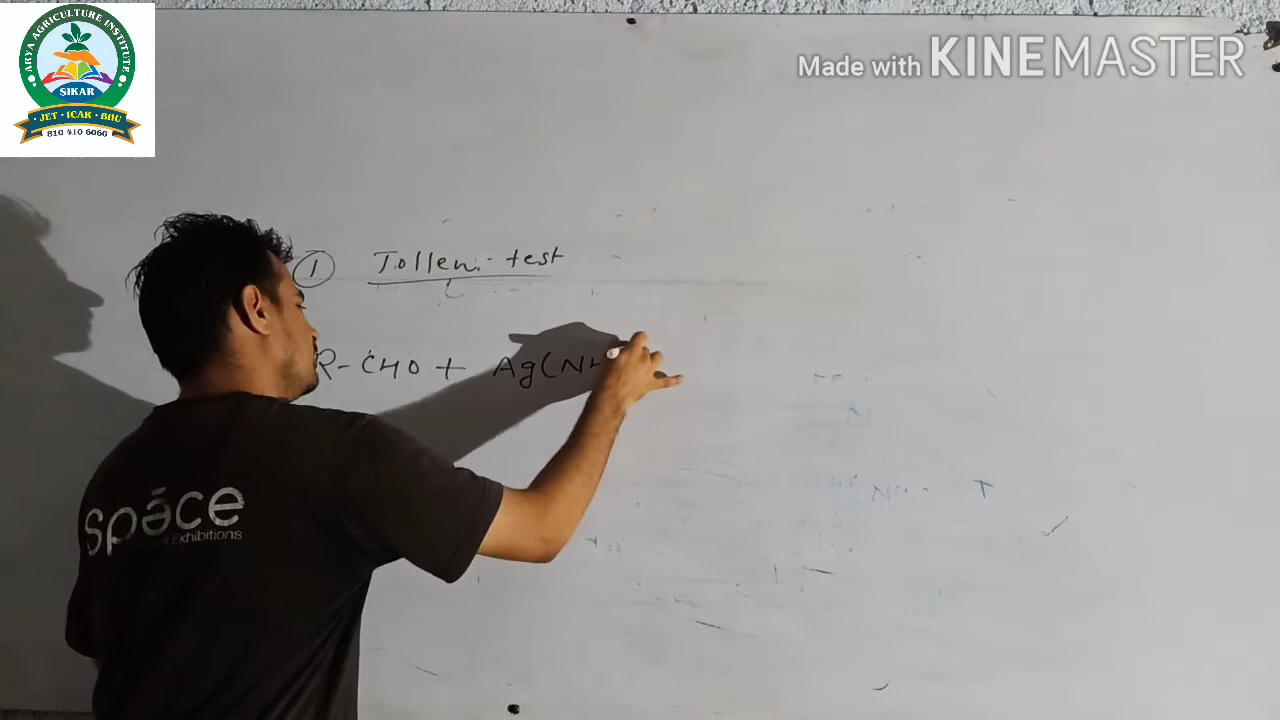 ARYA AGRICULTURE INSTITUTE
SIKAR
· JET · ICAR · BHU ·
810 410 6060
Made with KINEMASTER
① Tollen's test
R-CHO + Ag(NH
space
Exhibitions